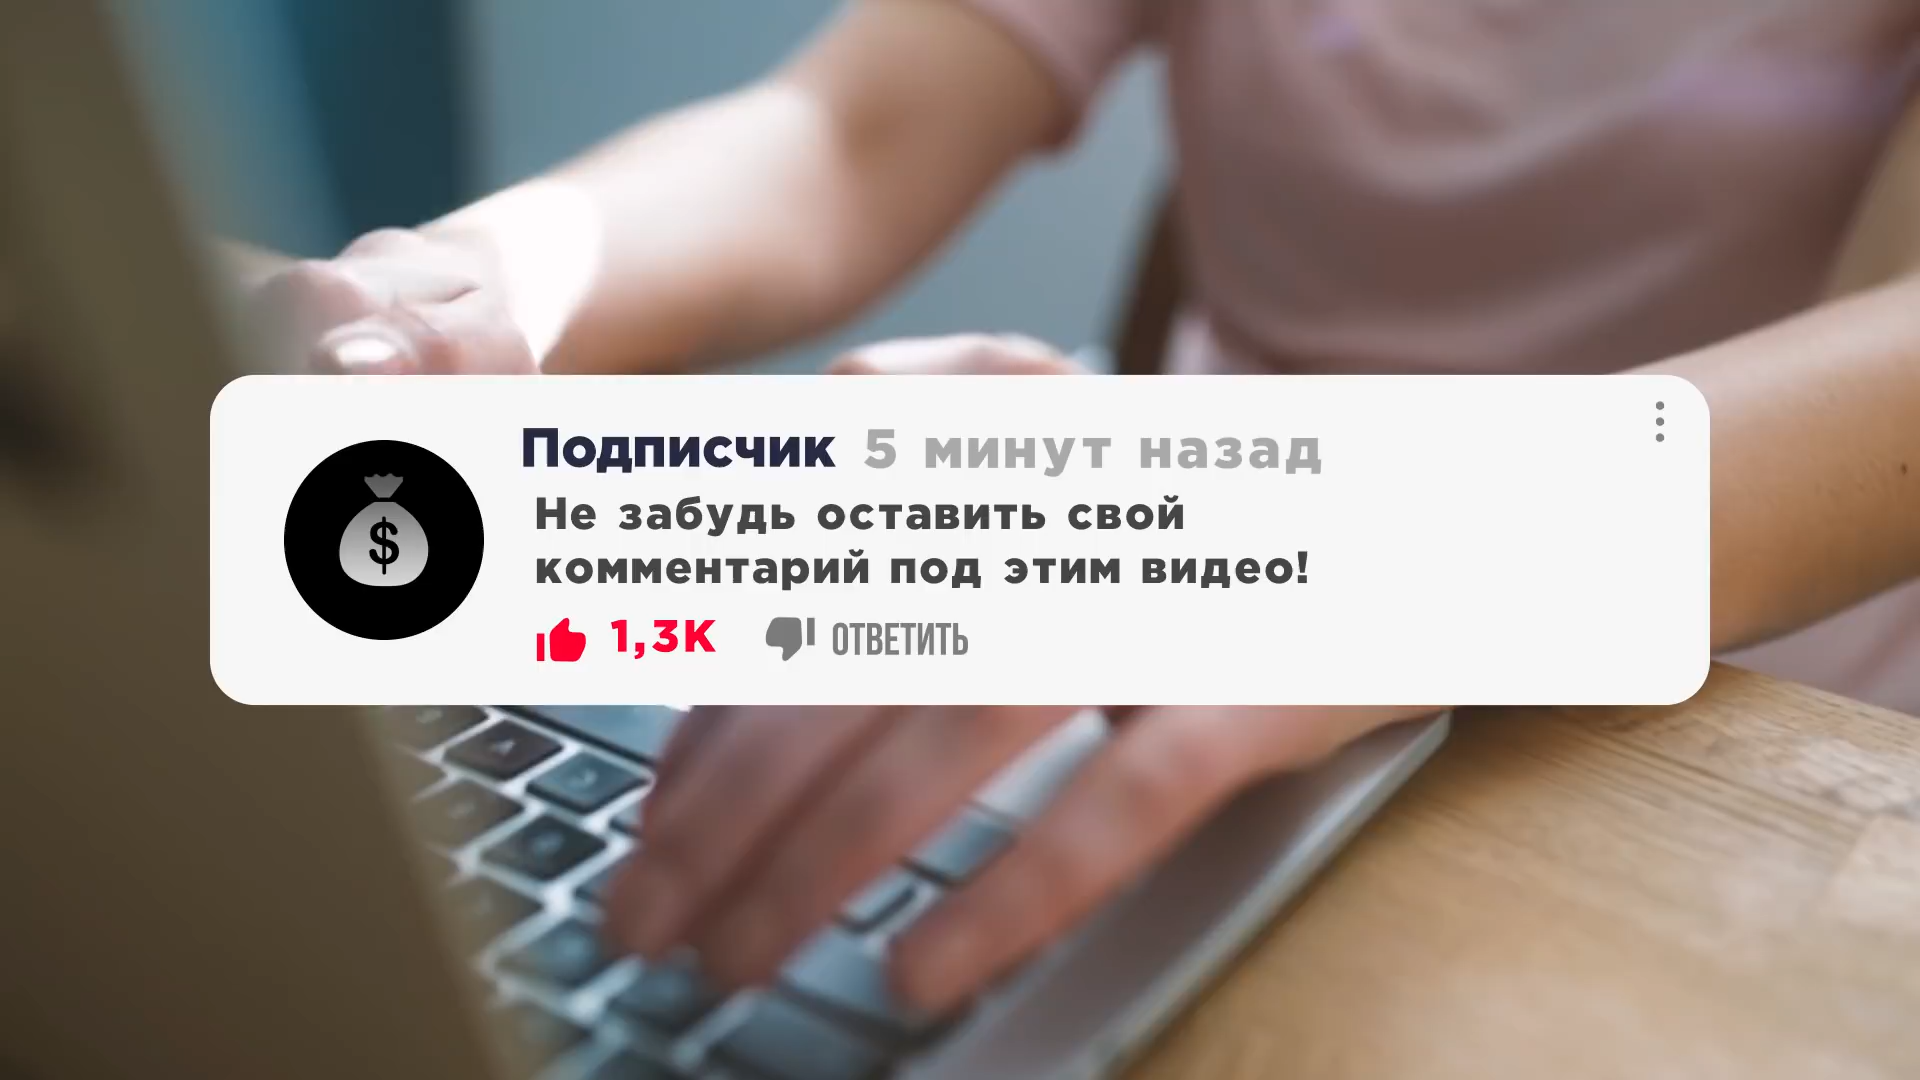 Подписчик 5 минут назад
Не забудь оставить свой
комментарий под этим видео!
1,3K ОТВЕТИТЬ
$